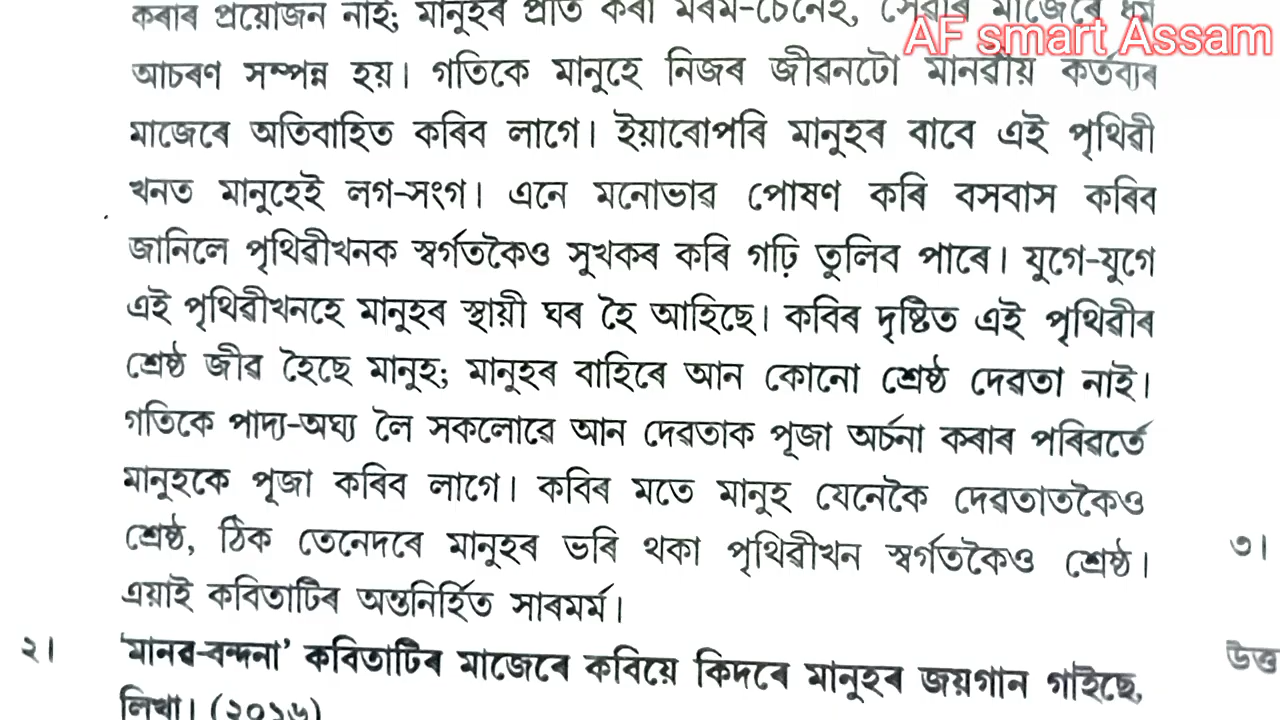 কৰাৰ প্ৰয়োজন নাই; মানুহৰ প্ৰতি কৰা মৰম-চেনেহ, সেৱাৰ মাজেৰে ধৰ্ম
AF smart Assam
আচৰণ সম্পন্ন হয়। গতিকে মানুহে নিজৰ জীৱনটো মানৱীয় কৰ্তব্যৰ
মাজেৰে অতিবাহিত কৰিব লাগে। ইয়াৰোপৰি মানুহৰ বাবে এই পৃথিৱী
খনত মানুহেই লগ-সংগ। এনে মনোভাৱ পোষণ কৰি বসবাস কৰিব
জানিলে পৃথিৱীখনক স্বৰ্গতকৈও সুখকৰ কৰি গঢ়ি তুলিব পাৰে। যুগে-যুগে
এই পৃথিৱীখনহে মানুহৰ স্থায়ী ঘৰ হৈ আহিছে। কবিৰ দৃষ্টিত এই পৃথিৱীৰ
শ্ৰেষ্ঠ জীৱ হৈছে মানুহ; মানুহৰ বাহিৰে আন কোনো শ্ৰেষ্ঠ দেৱতা নাই।
গতিকে পাদ্য-অঘ্য লৈ সকলোৱে আন দেৱতাক পূজা অৰ্চনা কৰাৰ পৰিৱৰ্তে
মানুহকে পূজা কৰিব লাগে। কবিৰ মতে মানুহ যেনেকৈ দেৱতাতকৈও
শ্ৰেষ্ঠ, ঠিক তেনেদৰে মানুহৰ ভৰি থকা পৃথিৱীখন স্বৰ্গতকৈও শ্ৰেষ্ঠ।
এয়াই কবিতাটিৰ অন্তনিৰ্হিত সাৰমৰ্ম।
২। 'মানৱ-বন্দনা' কবিতাটিৰ মাজেৰে কবিয়ে কিদৰে মানুহৰ জয়গান গাইছে,
লিখা। (২০১৬)
৩।
উত্ত